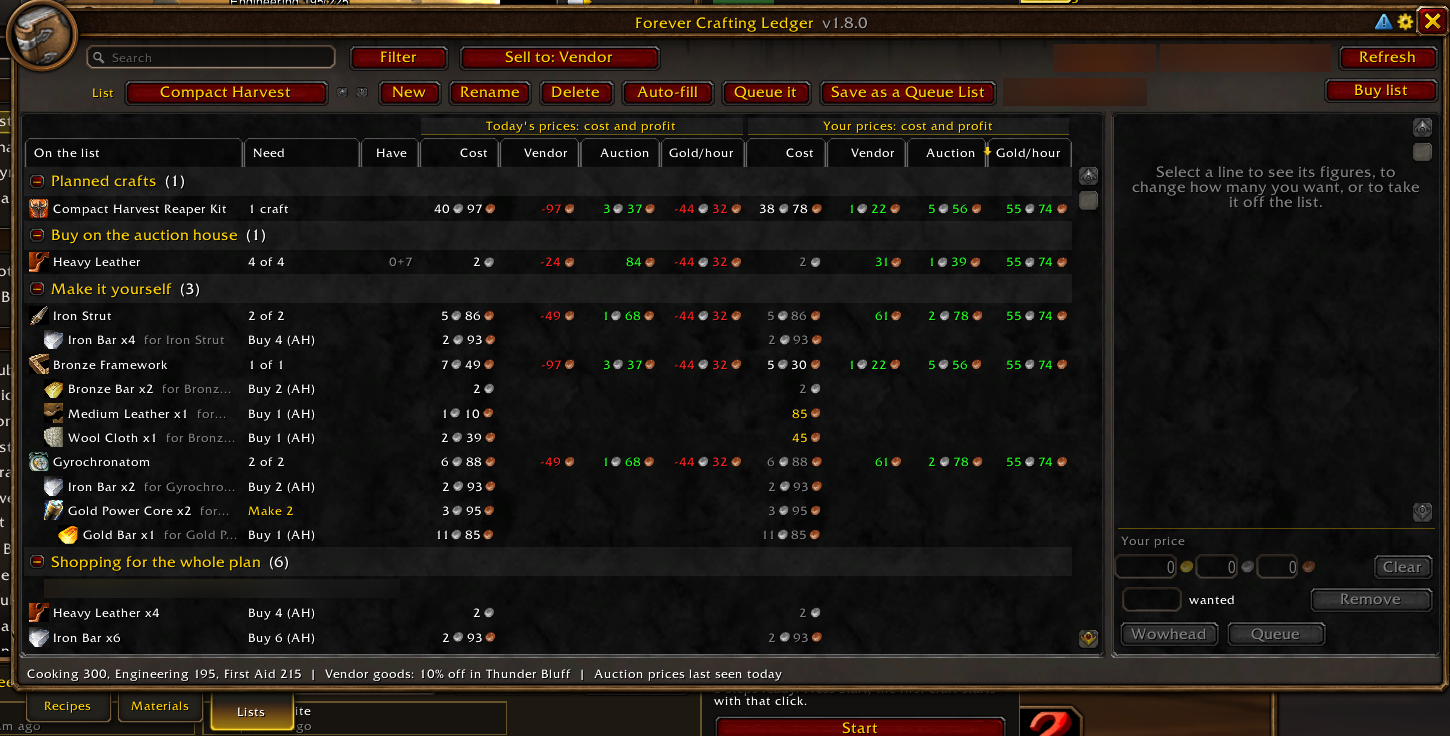 Forever Crafting Ledger v1.8.0
Search Filter Sell to: Vendor Refresh
List Compact Harvest New Rename Delete Auto-fill Queue it Save as a Queue List Buy list
Today's prices: cost and profit Your prices: cost and profit
On the list Need Have Cost Vendor Auction Gold/hour Cost Vendor Auction Gold/hour
Planned crafts (1)
Compact Harvest Reaper Kit 1 craft 40 97 -97 3 37 -44 32 38 78 1 22 5 56 55 74
Buy on the auction house (1)
Heavy Leather 4 of 4 0+7 2 -24 84 -44 32 2 31 1 39 55 74
Make it yourself (3)
Iron Strut 2 of 2 5 86 -49 1 68 -44 32 5 86 61 2 78 55 74
Iron Bar x4 for Iron Strut Buy 4 (AH) 2 93 2 93
Bronze Framework 1 of 1 7 49 -97 3 37 -44 32 5 30 1 22 5 56 55 74
Bronze Bar x2 for Bronz... Buy 2 (AH) 2 2
Medium Leather x1 for... Buy 1 (AH) 1 10 85
Wool Cloth x1 for Bronz... Buy 1 (AH) 2 39 45
Gyrochronatom 2 of 2 6 88 -49 1 68 -44 32 6 88 61 2 78 55 74
Iron Bar x2 for Gyrochro... Buy 2 (AH) 2 93 2 93
Gold Power Core x2 for... Make 2 3 95 3 95
Gold Bar x1 for Gold P... Buy 1 (AH) 11 85 11 85
Shopping for the whole plan (6)
Heavy Leather x4 Buy 4 (AH) 2 2
Iron Bar x6 Buy 6 (AH) 2 93 2 93
Select a line to see its figures, to
change how many you want, or to take
it off the list.
Your price
0 0 0 Clear
wanted Remove
Wowhead Queue
Cooking 300, Engineering 195, First Aid 215 | Vendor goods: 10% off in Thunder Bluff | Auction prices last seen today
Recipes Materials Lists
with that click.
Start